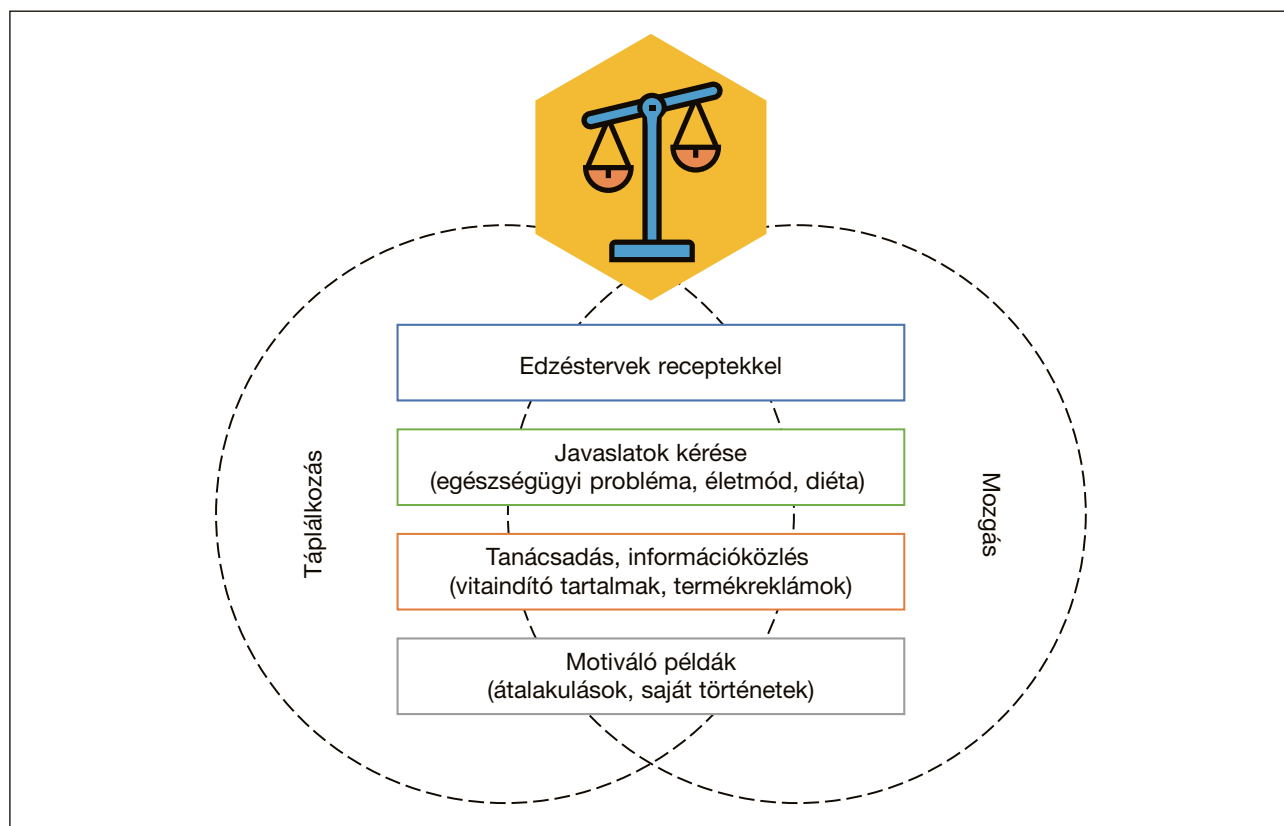 Edzéstervek receptekkel
Javaslatok kérése
(egészségügyi probléma, életmód, diéta)
Táplálkozás
Mozgás
Tanácsadás, információközlés
(vitaindító tartalmak, termékreklámok)
Motiváló példák
(átalakulások, saját történetek)